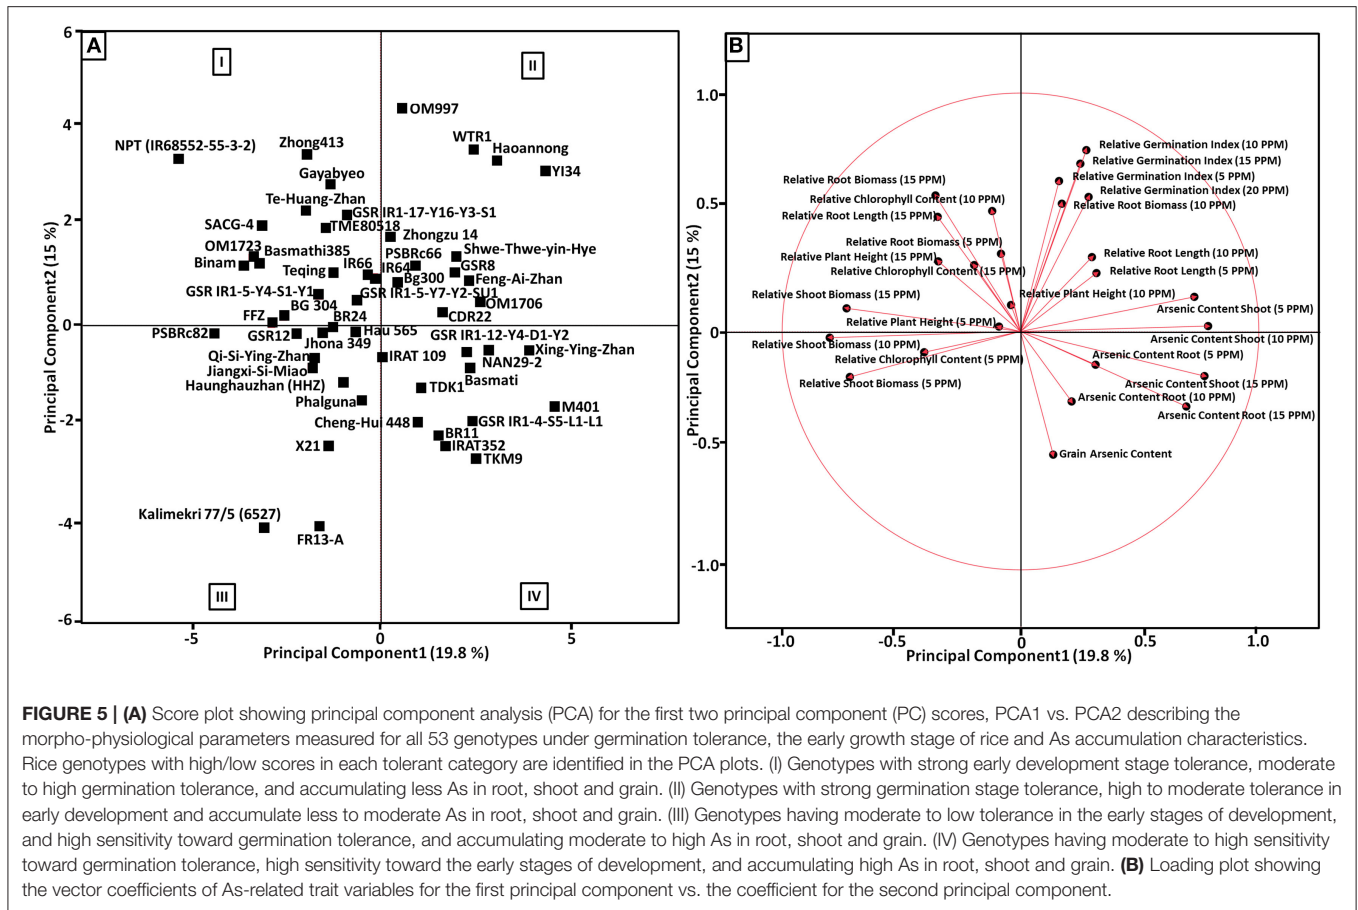 A
I
II
III
IV
6
4
2
0
-2
-4
-6
-5
0
5
Principal Component2 (15 %)
Principal Component1 (19.8 %)
OM997
WTR1
Haoannong
YI34
NPT (IR68552-55-3-2)
Zhong413
Gayabyeo
Te-Huang-Zhan
GSR IR1-17-Y16-Y3-S1
SACG-4
TME80518
Zhongzu 14
OM1723
Basmathi385
PSBRc66
Shwe-Thwe-yin-Hye
Binam
Teqing
IR66
IR64
Bg300
GSR8
Feng-Ai-Zhan
GSR IR1-5-Y4-S1-Y1
GSR IR1-5-Y7-Y2-SU1
OM1706
BG 304
CDR22
FFZ
BR24
PSBRc82
GSR12
Jhona 349
Hau 565
GSR IR1-12-Y4-D1-Y2
Qi-Si-Ying-Zhan
IRAT 109
Xing-Ying-Zhan
NAN29-2
Jiangxi-Si-Miao
Basmati
Haunghauzhan (HHZ)
TDK1
Phalguna
M401
Cheng-Hui 448
GSR IR1-4-S5-L1-L1
X21
BR11
IRAT352
TKM9
Kalimekri 77/5 (6527)
FR13-A
B
1.0
0.5
0
-0.5
-1.0
-1.0
-0.5
0
0.5
1.0
Principal Component2 (15 %)
Principal Component1 (19.8 %)
Relative Germination Index (10 PPM)
Relative Germination Index (15 PPM)
Relative Germination Index (5 PPM)
Relative Germination Index (20 PPM)
Relative Root Biomass (10 PPM)
Relative Root Biomass (15 PPM)
Relative Chlorophyll Content (10 PPM)
Relative Root Length (15 PPM)
Relative Root Biomass (5 PPM)
Relative Plant Height (15 PPM)
Relative Chlorophyll Content (15 PPM)
Relative Root Length (10 PPM)
Relative Root Length (5 PPM)
Relative Shoot Biomass (15 PPM)
Relative Plant Height (10 PPM)
Arsenic Content Shoot (5 PPM)
Relative Plant Height (5 PPM)
Relative Shoot Biomass (10 PPM)
Arsenic Content Shoot (10 PPM)
Relative Chlorophyll Content (5 PPM)
Arsenic Content Root (5 PPM)
Relative Shoot Biomass (5 PPM)
Arsenic Content Shoot (15 PPM)
Arsenic Content Root (10 PPM)
Arsenic Content Root (15 PPM)
Grain Arsenic Content
FIGURE 5 | (A) Score plot showing principal component analysis (PCA) for the first two principal component (PC) scores, PCA1 vs. PCA2 describing the
morpho-physiological parameters measured for all 53 genotypes under germination tolerance, the early growth stage of rice and As accumulation characteristics.
Rice genotypes with high/low scores in each tolerant category are identified in the PCA plots. (I) Genotypes with strong early development stage tolerance, moderate
to high germination tolerance, and accumulating less As in root, shoot and grain. (II) Genotypes with strong germination stage tolerance, high to moderate tolerance in
early development and accumulate less to moderate As in root, shoot and grain. (III) Genotypes having moderate to low tolerance in the early stages of development,
and high sensitivity toward germination tolerance, and accumulating moderate to high As in root, shoot and grain. (IV) Genotypes having moderate to high sensitivity
toward germination tolerance, high sensitivity toward the early stages of development, and accumulating high As in root, shoot and grain. (B) Loading plot showing
the vector coefficients of As-related trait variables for the first principal component vs. the coefficient for the second principal component.